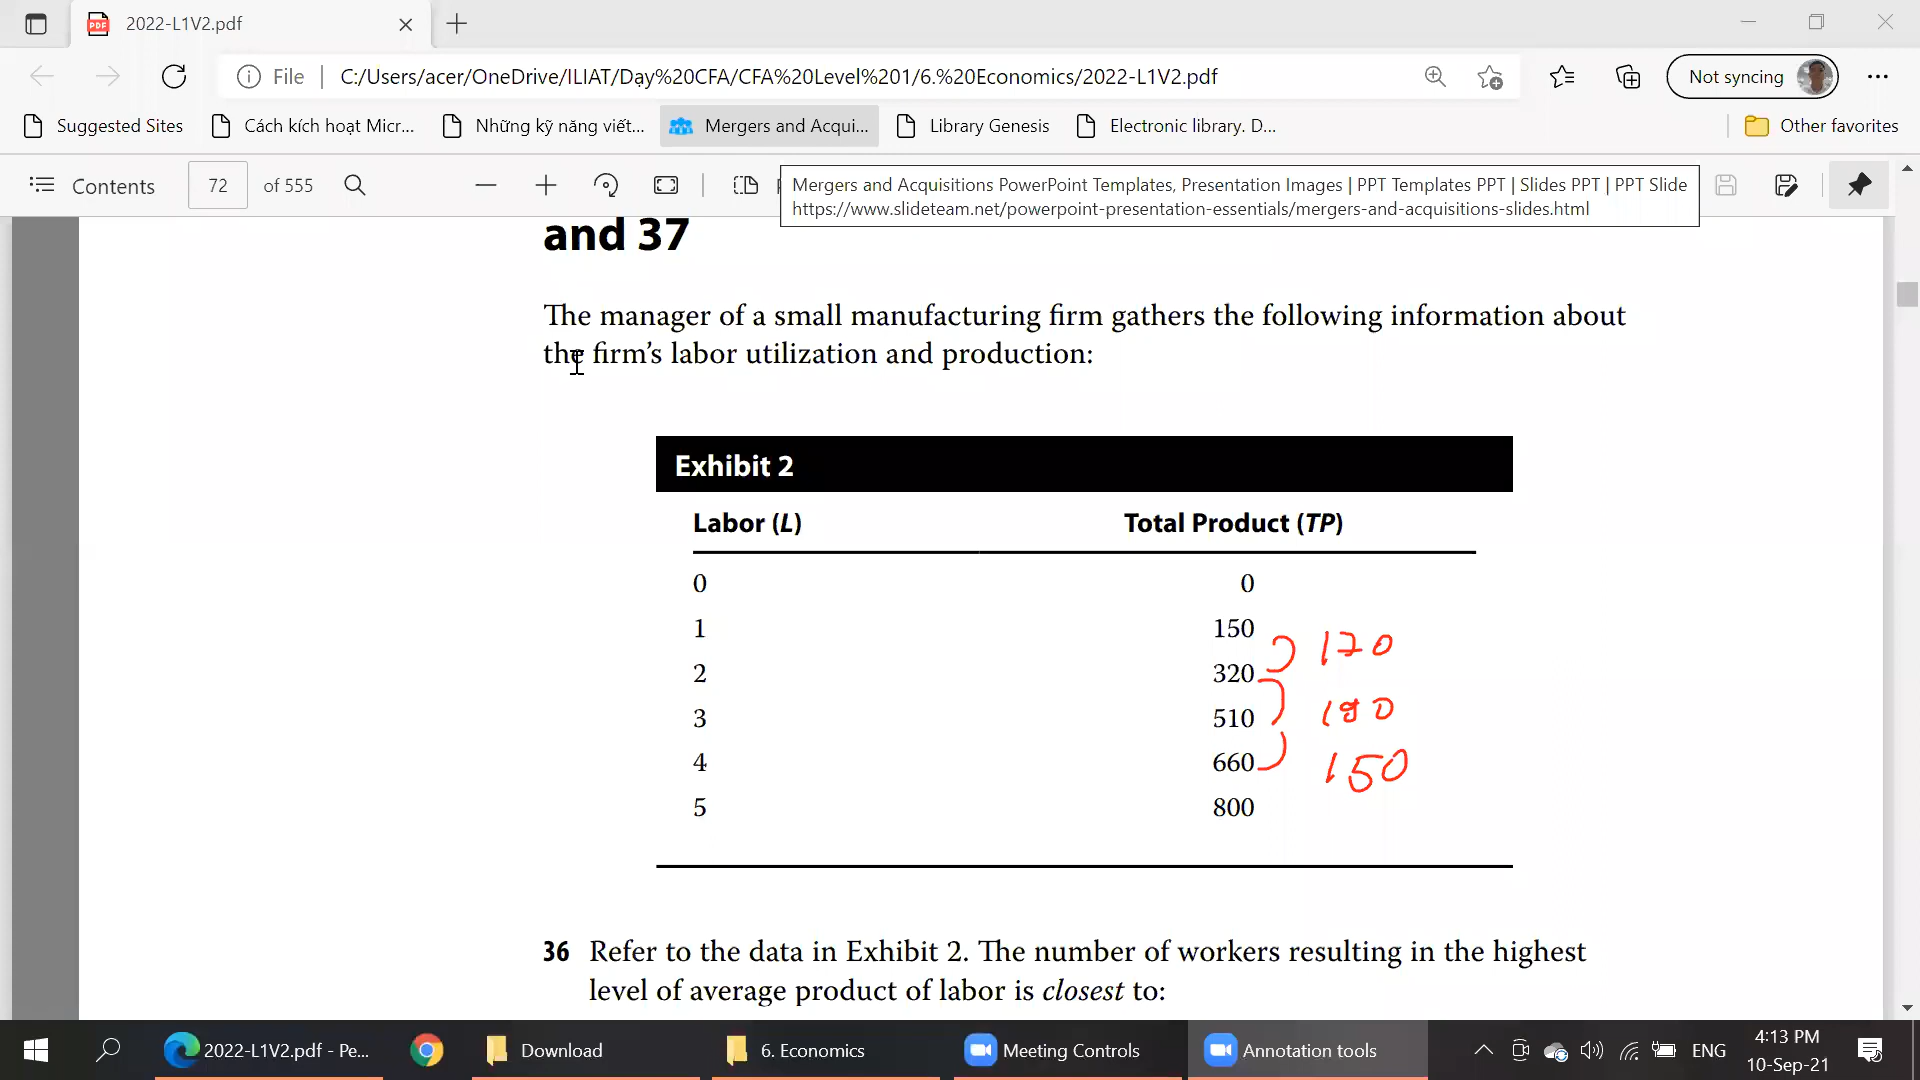 2022-L1V2.pdf
File | C:/Users/acer/OneDrive/ILIAT/Dạy%20CFA/CFA%20Level%201/6.%20Economics/2022-L1V2.pdf
Not syncing
Suggested Sites
Cách kích hoạt Micr...
Những kỹ năng viết...
Mergers and Acqui...
Library Genesis
Electronic library. D...
Other favorites
Contents
72 of 555
Mergers and Acquisitions PowerPoint Templates, Presentation Images | PPT Templates PPT | Slides PPT | PPT Slide
https://www.slideteam.net/powerpoint-presentation-essentials/mergers-and-acquisitions-slides.html
and 37
The manager of a small manufacturing firm gathers the following information about
the firm's labor utilization and production:
Exhibit 2
Labor (L) Total Product (TP)
0 0
1 150
170
2 320
3 510
190
4 660
150
5 800
36 Refer to the data in Exhibit 2. The number of workers resulting in the highest
level of average product of labor is closest to:
2022-L1V2.pdf - Pe...
Download
6. Economics
Meeting Controls
Annotation tools
ENG
4:13 PM
10-Sep-21